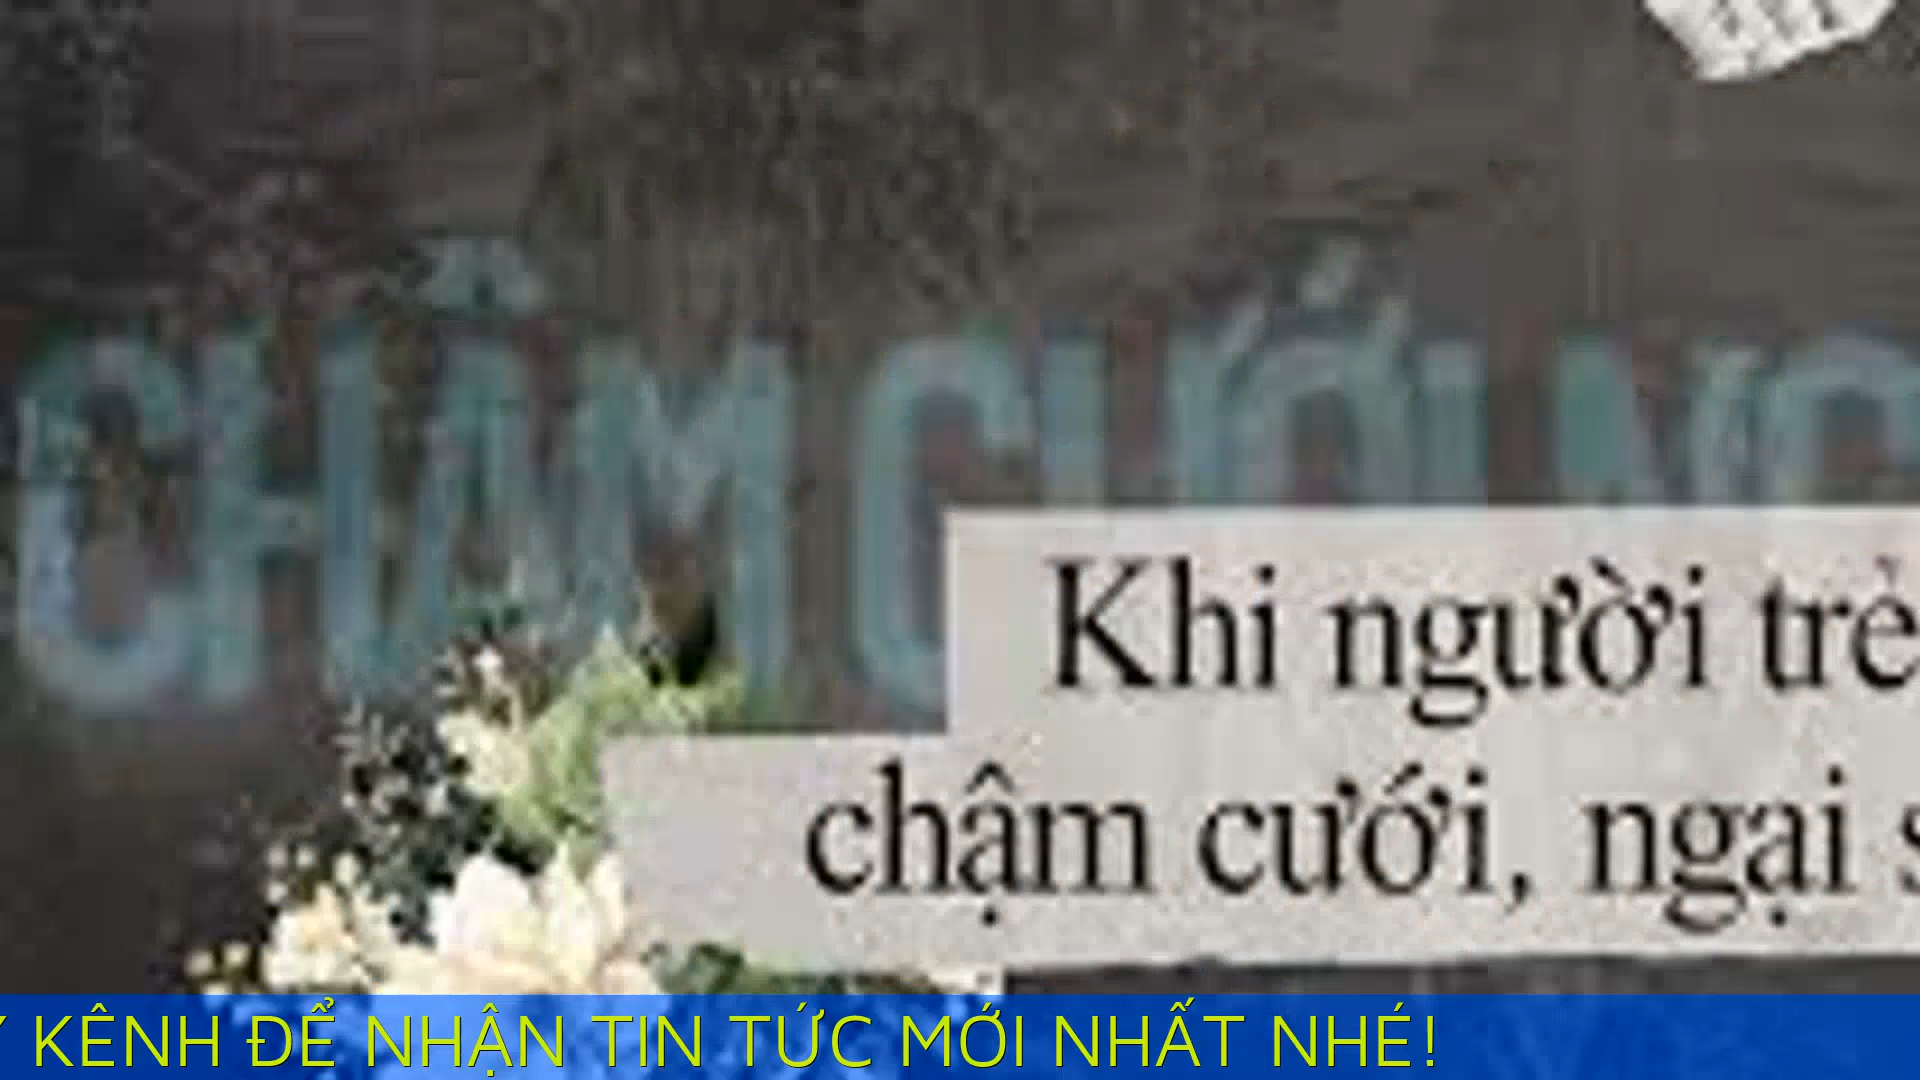 CHẬM CƯỚI
Khi người trẻ
chậm cưới, ngại
KÊNH ĐỂ NHẬN TIN TỨC MỚI NHẤT NHÉ!